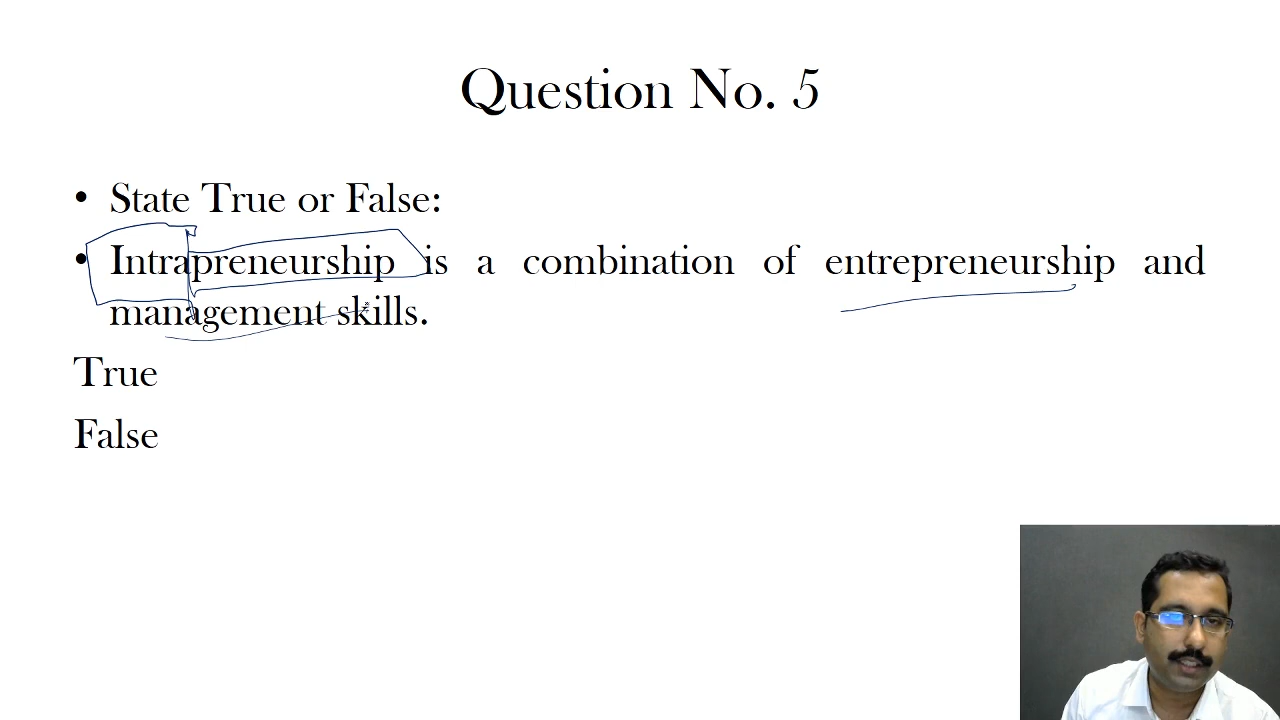 Question No. 5
• State True or False:
• Intrapreneurship is a combination of entrepreneurship and
management skills.
True
False